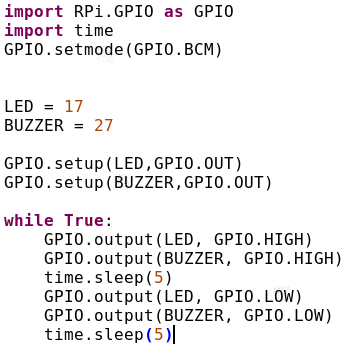 import RPi.GPIO as GPIO
import time
GPIO.setmode(GPIO.BCM)
LED = 17
BUZZER = 27
GPIO.setup(LED,GPIO.OUT)
GPIO.setup(BUZZER,GPIO.OUT)
while True:
    GPIO.output(LED, GPIO.HIGH)
    GPIO.output(BUZZER, GPIO.HIGH)
    time.sleep(5)
    GPIO.output(LED, GPIO.LOW)
    GPIO.output(BUZZER, GPIO.LOW)
    time.sleep(5)